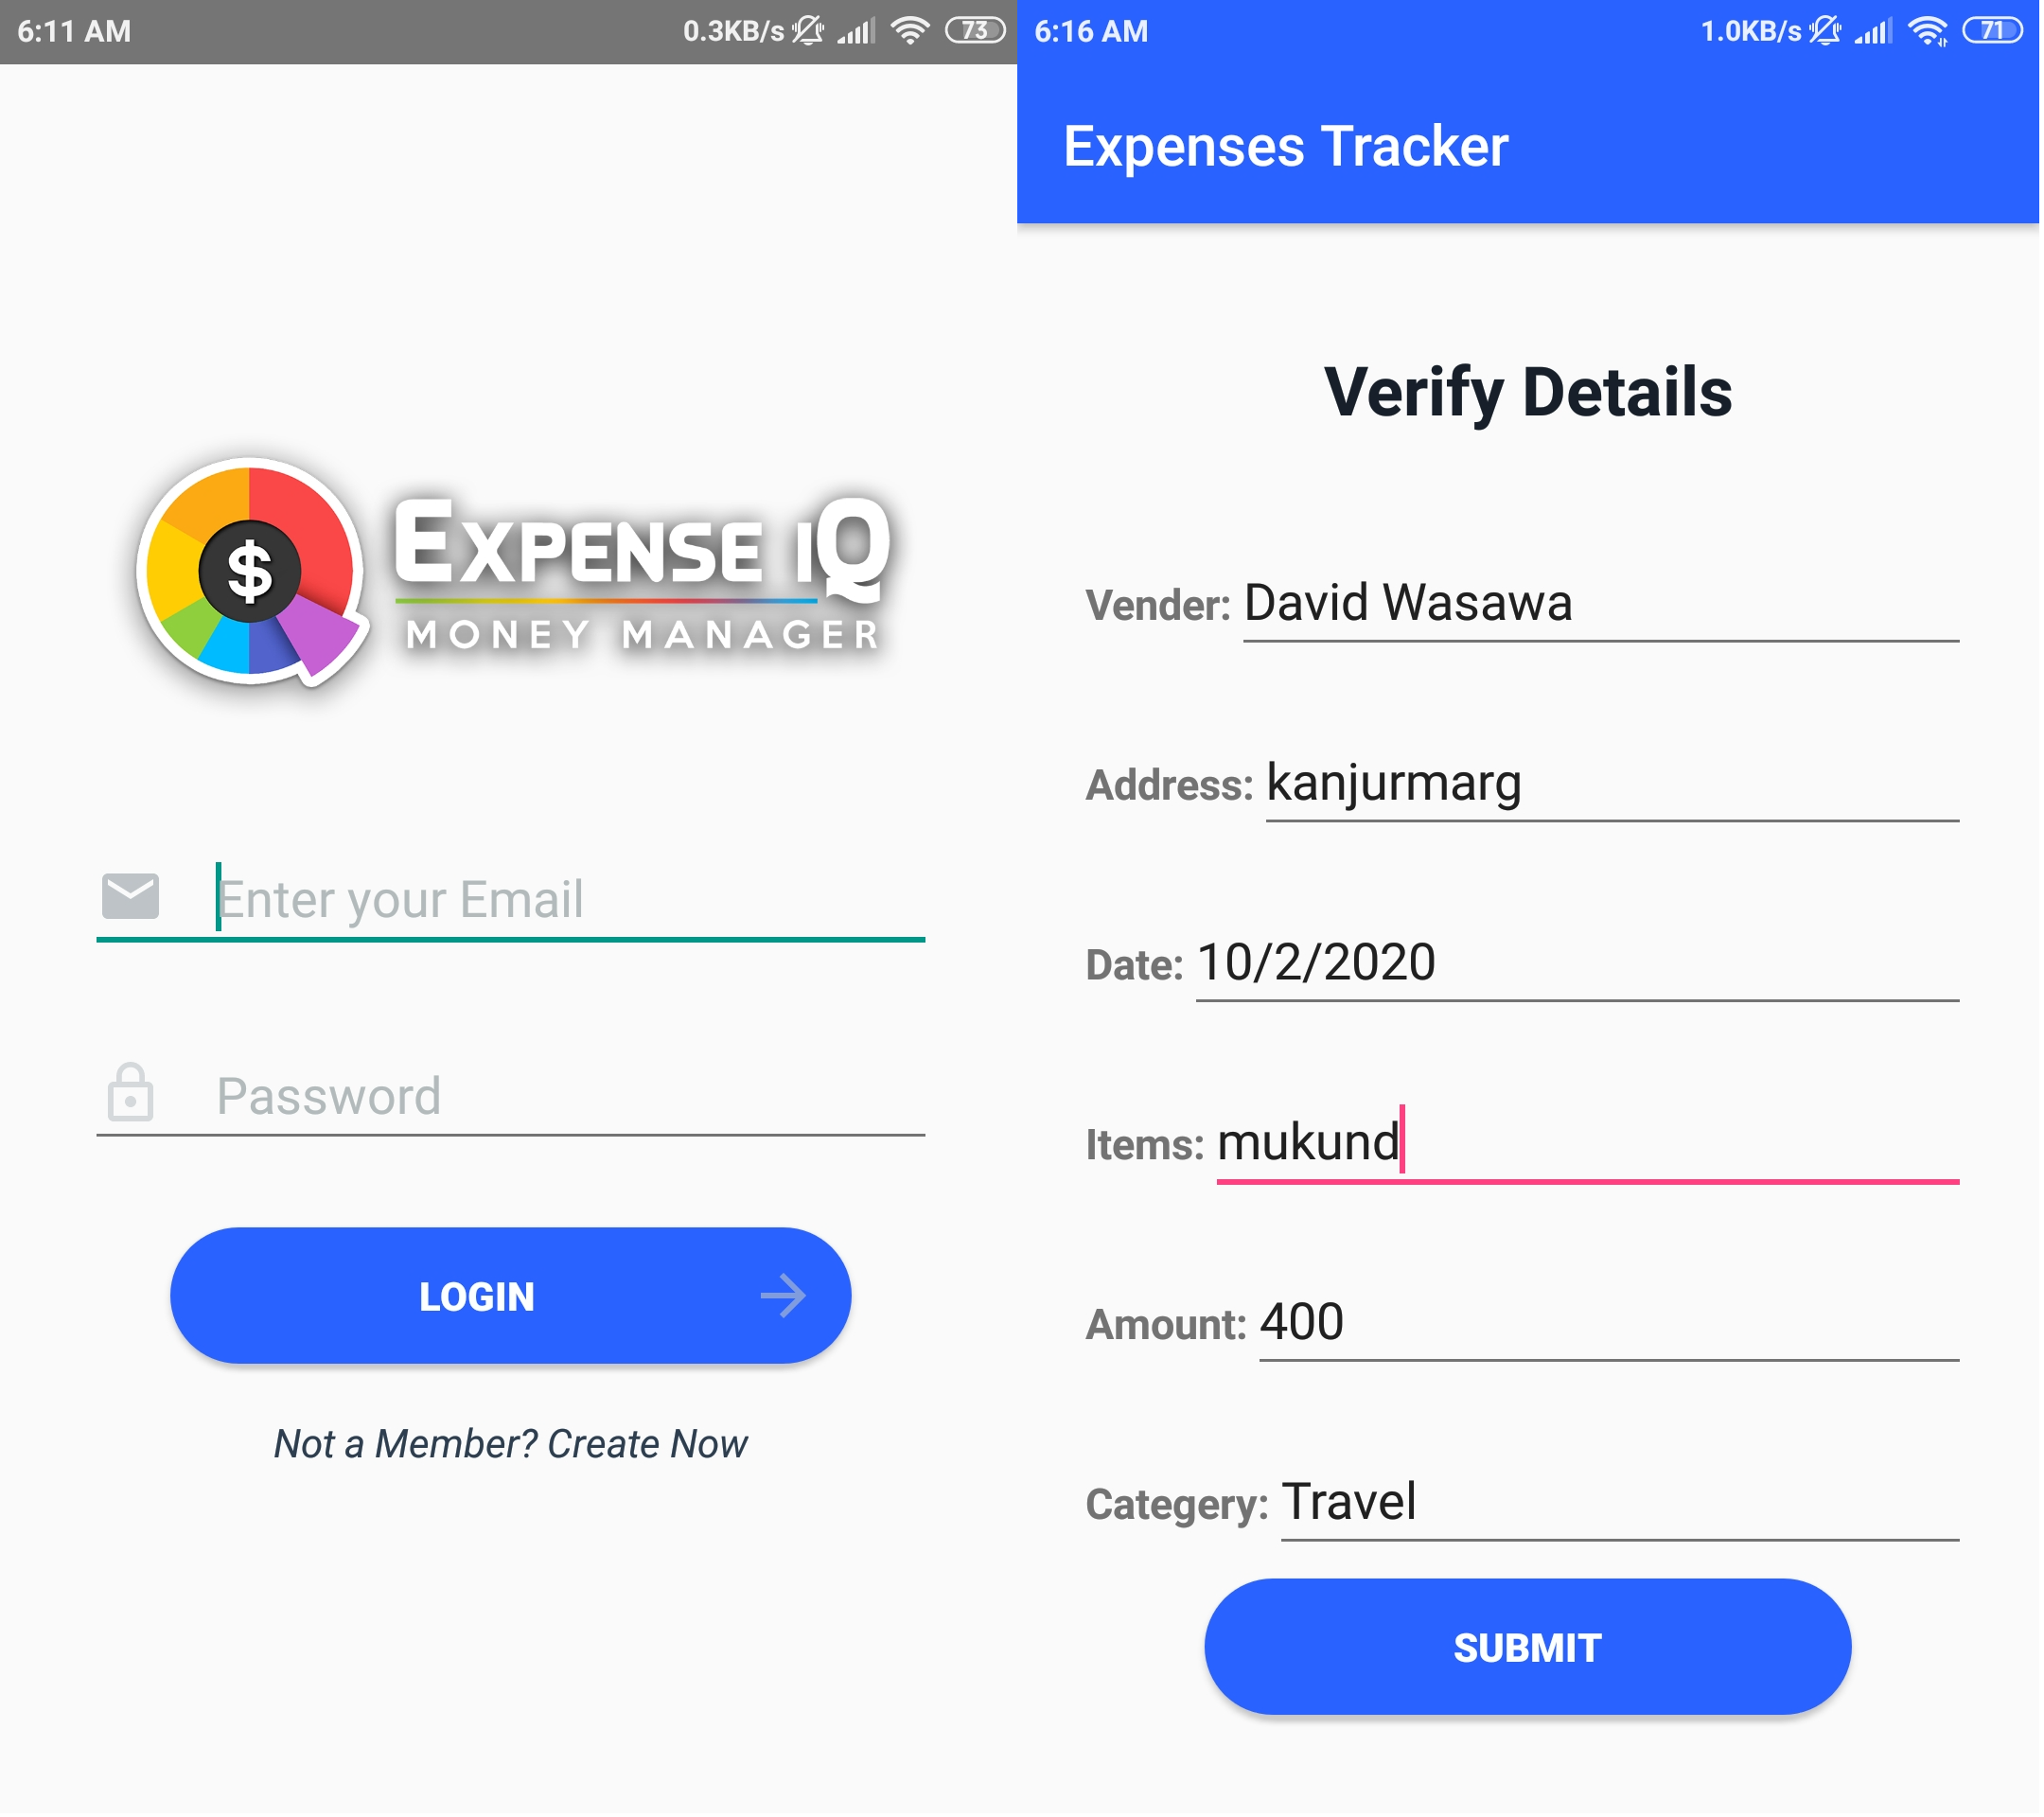 6:11 AM 0.3KB/s 73
$
EXPENSE iQ
MONEY MANAGER
Enter your Email
Password
LOGIN
Not a Member? Create Now
6:16 AM 1.0KB/s 71
Expenses Tracker
Verify Details
Vender: David Wasawa
Address: kanjurmarg
Date: 10/2/2020
Items: mukund
Amount: 400
Categery: Travel
SUBMIT